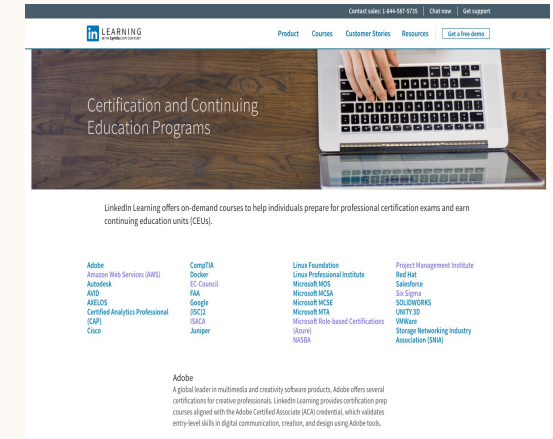 Contact sales: 1-844-587-5735 Chat now Get support
in LEARNING
WITH Lynda.COM CONTENT
Product Courses Customer Stories Resources Get a free demo
Certification and Continuing
Education Programs
LinkedIn Learning offers on-demand courses to help individuals prepare for professional certification exams and earn
continuing education units (CEUs).
Adobe
Amazon Web Services (AWS)
Autodesk
AVID
AXELOS
Certified Analytics Professional
(CAP)
Cisco
CompTIA
Docker
EC-Council
FAA
Google
(ISC)2
ISACA
Juniper
Linux Foundation
Linux Professional Institute
Microsoft MOS
Microsoft MCSA
Microsoft MCSE
Microsoft MTA
Microsoft Role-based Certifications
(Azure)
NASBA
Project Management Institute
Red Hat
Salesforce
Six Sigma
SOLIDWORKS
UNITY 3D
VMWare
Storage Networking Industry
Association (SNIA)
Adobe
A global leader in multimedia and creativity software products, Adobe offers several
certifications for creative professionals. LinkedIn Learning provides certification prep
courses aligned with the Adobe Certified Associate (ACA) credential, which validates
entry-level skills in digital communication, creation, and design using Adobe tools.